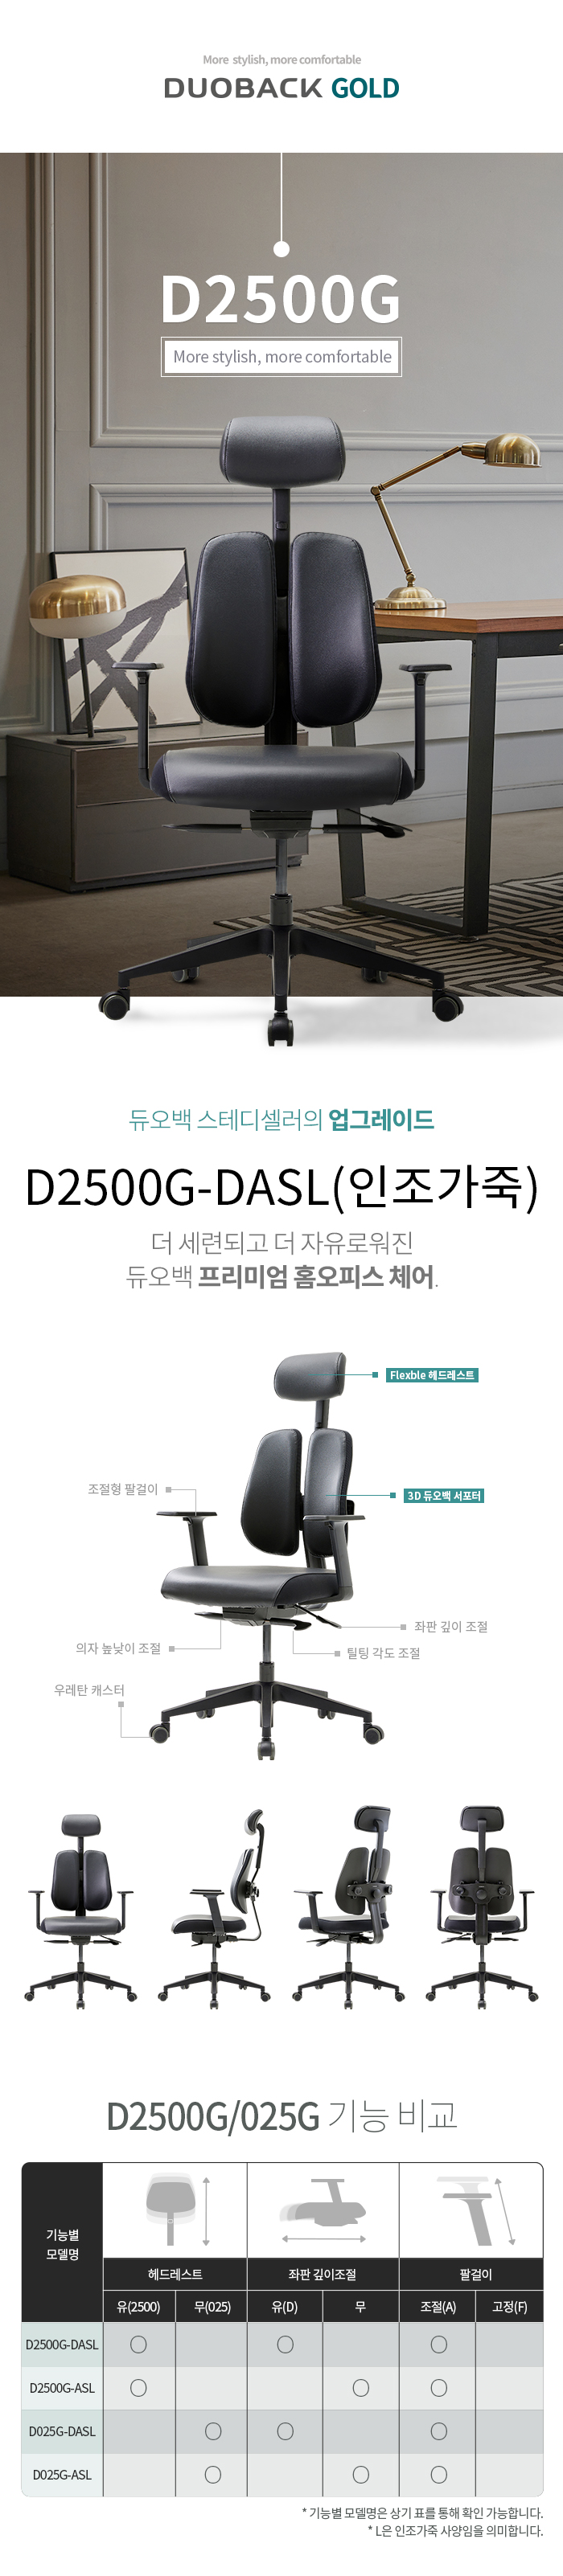 More stylish, more comfortable
DUOBACK GOLD
D2500G
More stylish, more comfortable
듀오백 스테디셀러의 업그레이드
D2500G-DASL(인조가죽)
더 세련되고 더 자유로워진
듀오백 프리미엄 홈오피스 체어.
Flexble 헤드레스트
조절형 팔걸이
3D 듀오백 서포터
좌판 깊이 조절
의자 높낮이 조절
틸팅 각도 조절
우레탄 캐스터
D2500G/025G 기능 비교
기능별
모델명
헤드레스트 좌판 깊이조절 팔걸이
유(2500) 무(025) 유(D) 무 조절(A) 고정(F)
D2500G-DASL ○ ○ ○
D2500G-ASL ○ ○ ○
D025G-DASL ○ ○ ○
D025G-ASL ○ ○ ○
* 기능별 모델명은 상기 표를 통해 확인 가능합니다.
* L은 인조가죽 사양임을 의미합니다.